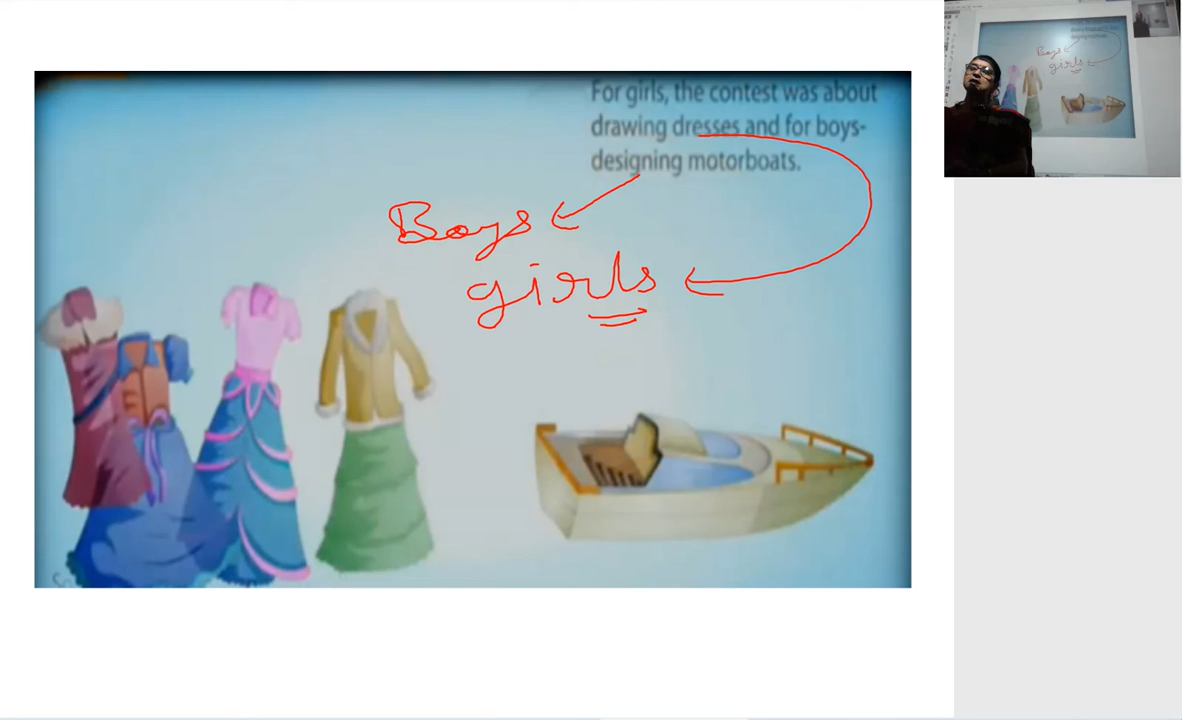 For girls, the contest was about
drawing dresses and for boys-
designing motorboats.
Boys
girls